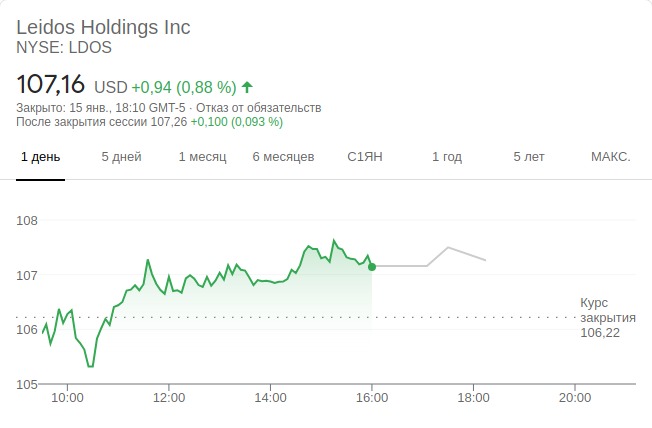 Leidos Holdings Inc
NYSE: LDOS
107,16 USD +0,94 (0,88 %)
Закрыто: 15 янв., 18:10 GMT-5 · Отказ от обязательств
После закрытия сессии 107,26 +0,100 (0,093 %)
1 день 5 дней 1 месяц 6 месяцев С1ЯН 1 год 5 лет МАКС.
108
107
Курс
закрытия
106,22
106
105
10:00 12:00 14:00 16:00 18:00 20:00